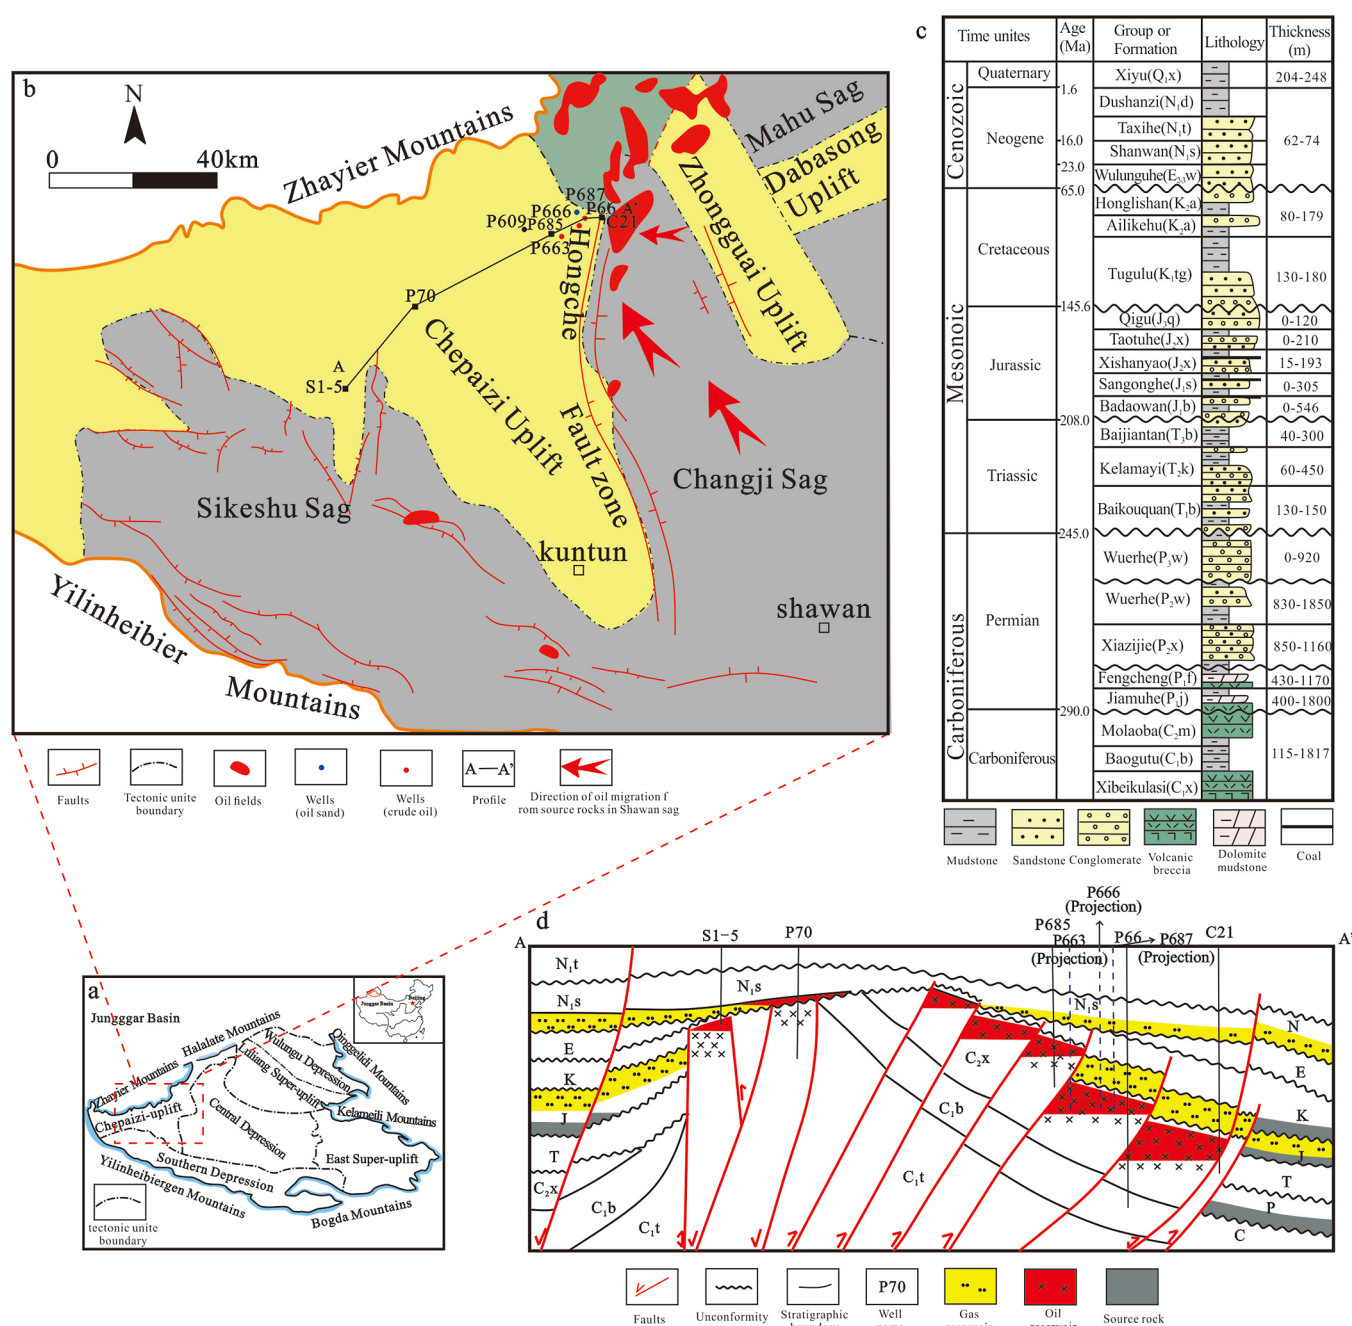 b
N
0
40km
Zhayier Mountains
Mahu Sag
Dabasong
Uplift
Zhongguai Uplift
P687
P666
P66
A'
P609
P685
C21
P663
Hongche
Fault zone
P70
Chepaizi Uplift
A
S1-5
Changji Sag
Sikeshu Sag
kuntun
shawan
Yilinheibier
Mountains
Faults
Tectonic unite
boundary
Oil fields
Wells
(oil sand)
Wells
(crude oil)
A
A'
Profile
Direction of oil migration f
rom source rocks in Shawan sag
c
Time unites
Age
(Ma)
Group or
Formation
Lithology
Thickness
(m)
Cenozoic
Mesonoic
Carboniferous
Quaternary
Xiyu(Q₁x)
204-248
1.6
Neogene
Dushanzi(N₁d)
Taxihe(N₁t)
62-74
16.0
Shanwan(N₁s)
23.0
Wulunguhe(E₂₃w)
65.0
Cretaceous
Honglishan(K₂a)
80-179
Ailikehu(K₂a)
Tugulu(K₁tg)
130-180
145.6
Jurassic
Qigu(J₃q)
0-120
Taotuhe(J₂x)
0-210
Xishanyao(J₂x)
15-193
Sangonghe(J₁s)
0-305
Badaowan(J₁b)
0-546
208.0
Triassic
Baijiantan(T₃b)
40-300
Kelamayi(T₂k)
60-450
Baikouquan(T₁b)
130-150
245.0
Permian
Wuerhe(P₃w)
0-920
Wuerhe(P₂w)
830-1850
Xiazijie(P₂x)
850-1160
Fengcheng(P₁f)
430-1170
Jiamuhe(P₁j)
400-1800
290.0
Carboniferous
Molaoba(C₂m)
Baogutu(C₁b)
115-1817
Xibeikulasi(C₁x)
Mudstone
Sandstone
Conglomerate
Volcanic
breccia
Dolomite
mudstone
Coal
a
Junggar Basin
Beijing
Jungggar Basin
Halalate Mountains
Zhayier Mountains
Wulungu Depression
Qinggelidi Mountains
Luliang Super-uplift
Kelameili Mountains
Chepaizi-uplift
Central Depression
East Super-uplift
Southern Depression
Yilinheibiergen Mountains
Bogda Mountains
tectonic unite
boundary
d
A
A'
S1-5
P70
P666
(Projection)
P685
P663
(Projection)
P66
P687
(Projection)
C21
N₁t
N₁s
N₁s
N₁s
E
K
J
T
C₂x
C₁b
C₁t
C₂x
C₁b
C₁t
N
E
K
J
T
P
C
Faults
Unconformity
Stratigraphic
P70
Well
Gas
Oil
Source rock